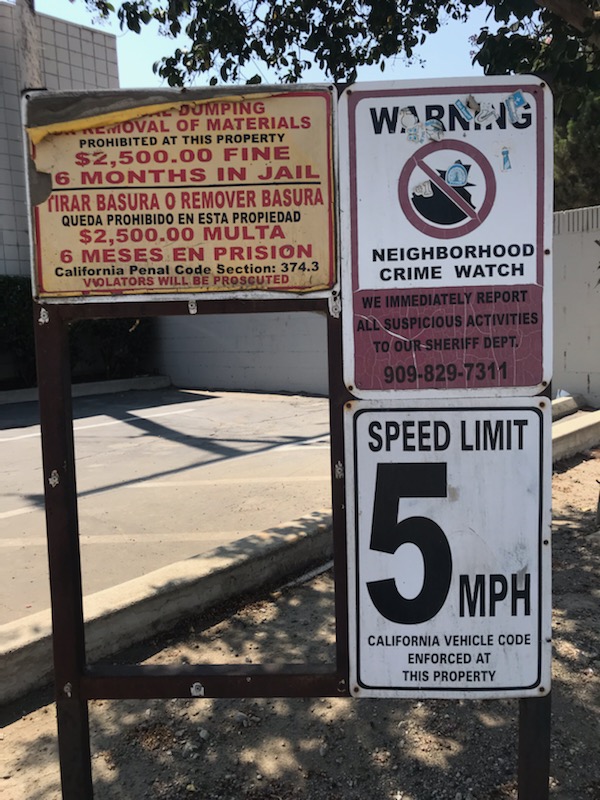 DUMPING
REMOVAL OF MATERIALS
PROHIBITED AT THIS PROPERTY
$2,500.00 FINE
6 MONTHS IN JAIL
TIRAR BASURA O REMOVER BASURA
QUEDA PROHIBIDO EN ESTA PROPIEDAD
$2,500.00 MULTA
6 MESES EN PRISIÓN
California Penal Code Section: 374.3
VIOLATORS WILL BE PROSCUTED
WARNING
NEIGHBORHOOD
CRIME WATCH
WE IMMEDIATELY REPORT
ALL SUSPICIOUS ACTIVITIES
TO OUR SHERIFF DEPT.
909-829-7311
SPEED LIMIT
5 MPH
CALIFORNIA VEHICLE CODE
ENFORCED AT
THIS PROPERTY